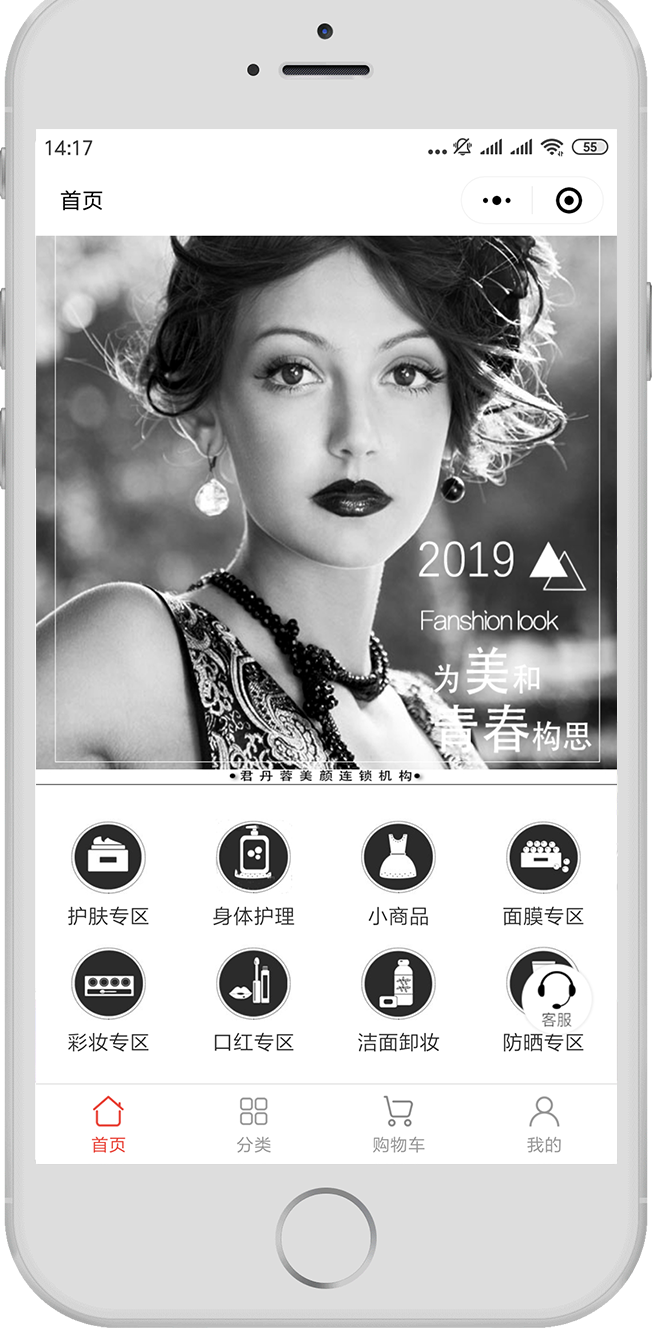 14:17
55
首页
2019
Fanshion look
为美和
青春构思
•君丹蓉美颜连锁机构•
护肤专区
身体护理
小商品
面膜专区
彩妆专区
口红专区
洁面卸妆
客服
防晒专区
首页
分类
购物车
我的